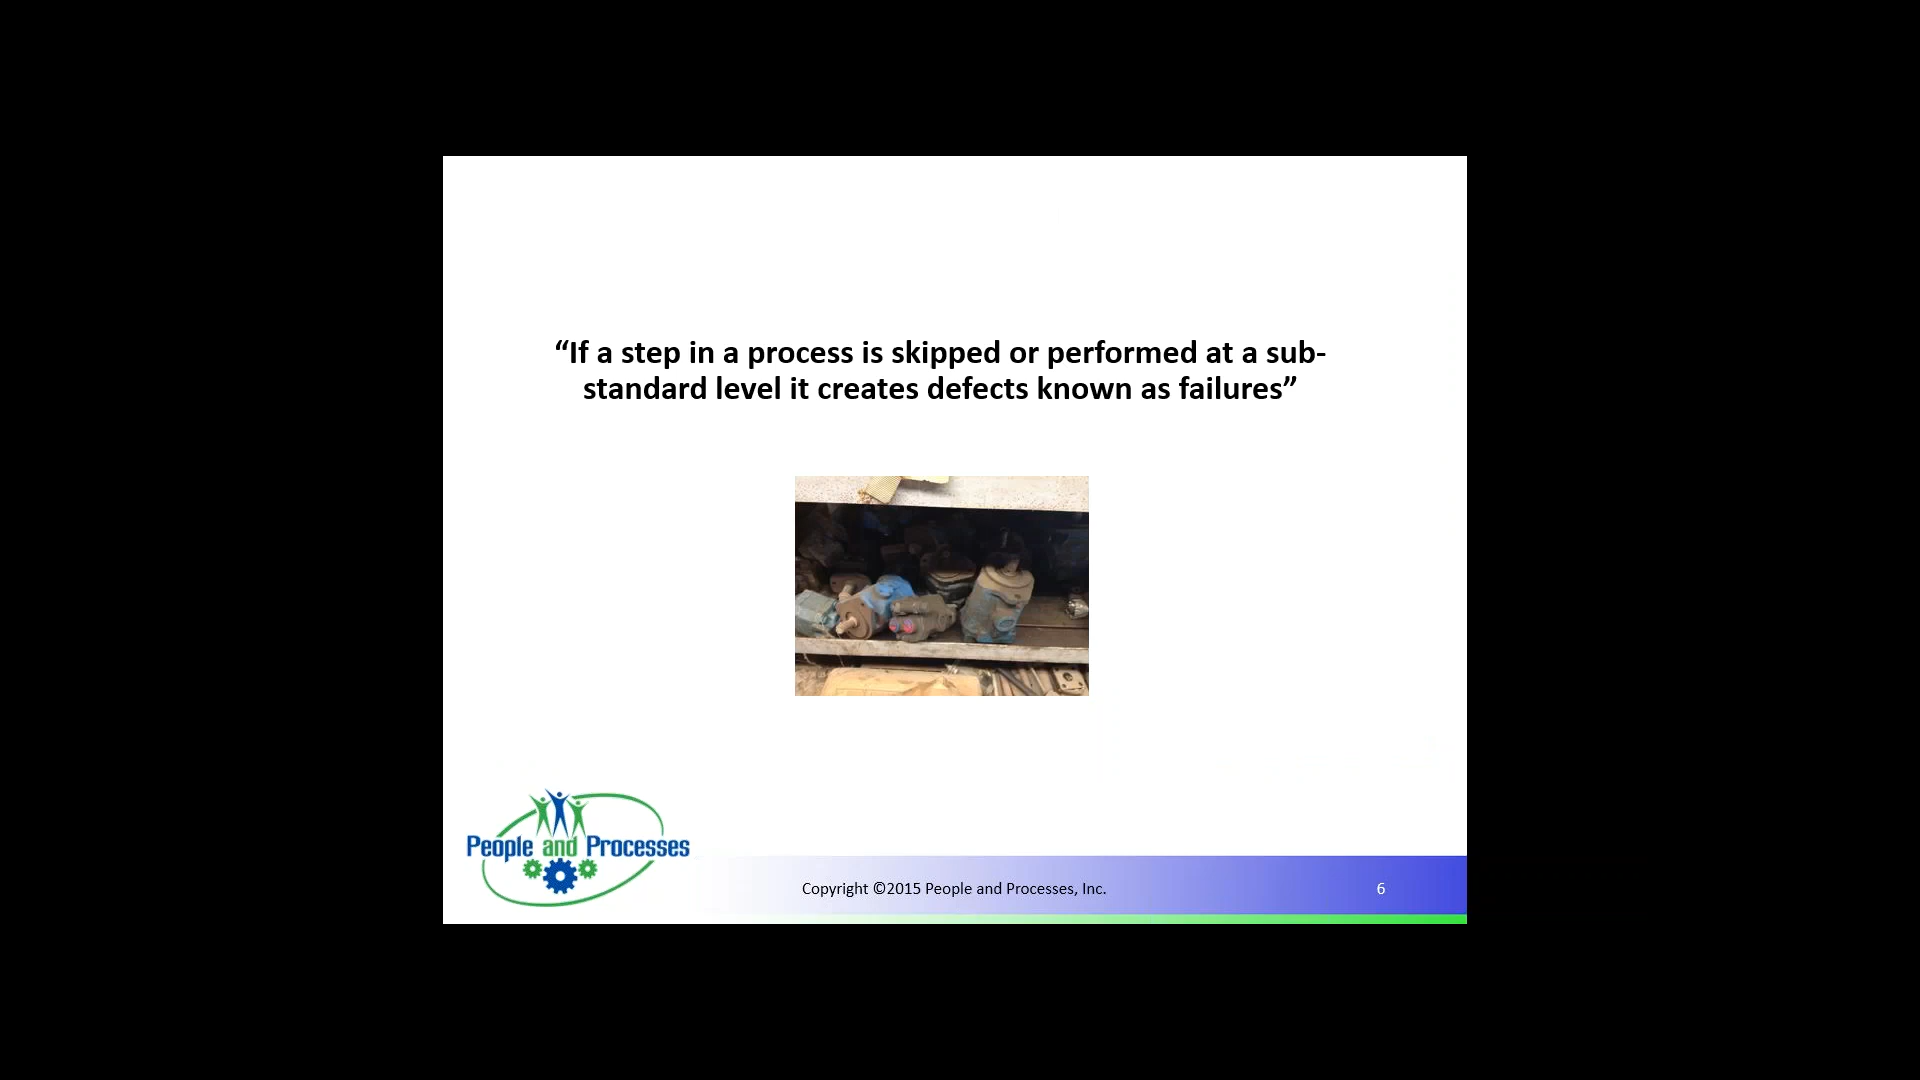 “If a step in a process is skipped or performed at a sub-
standard level it creates defects known as failures”
People and Processes
Copyright ©2015 People and Processes, Inc.
6